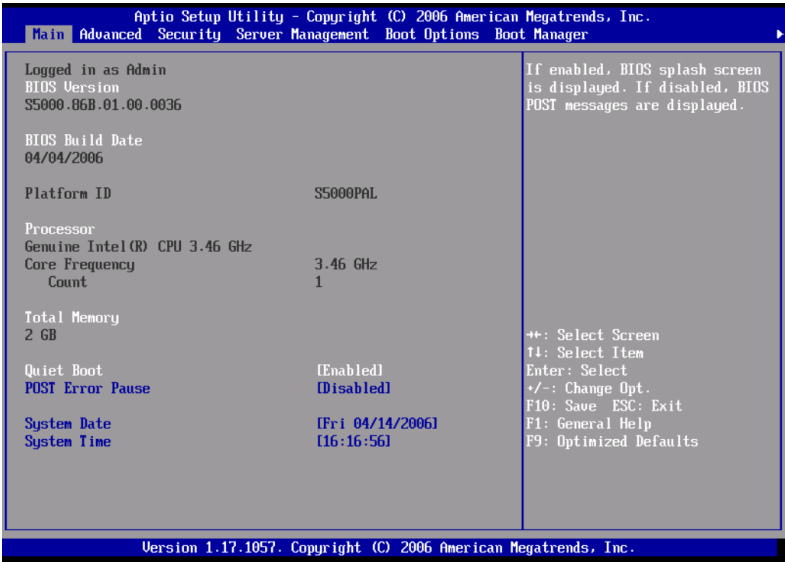 Aptio Setup Utility - Copyright (C) 2006 American Megatrends, Inc.
Main Advanced Security Server Management Boot Options Boot Manager
Logged in as Admin
BIOS Version
S5000.86B.01.00.0036
BIOS Build Date
04/04/2006
Platform ID S5000PAL
Processor
Genuine Intel(R) CPU 3.46 GHz
Core Frequency 3.46 GHz
Count 1
Total Memory
2 GB
Quiet Boot [Enabled]
POST Error Pause [Disabled]
System Date [Fri 04/14/2006]
System Time [16:16:56]
If enabled, BIOS splash screen
is displayed. If disabled, BIOS
POST messages are displayed.
→←: Select Screen
↑↓: Select Item
Enter: Select
+/-: Change Opt.
F10: Save ESC: Exit
F1: General Help
F9: Optimized Defaults
Version 1.17.1057. Copyright (C) 2006 American Megatrends, Inc.